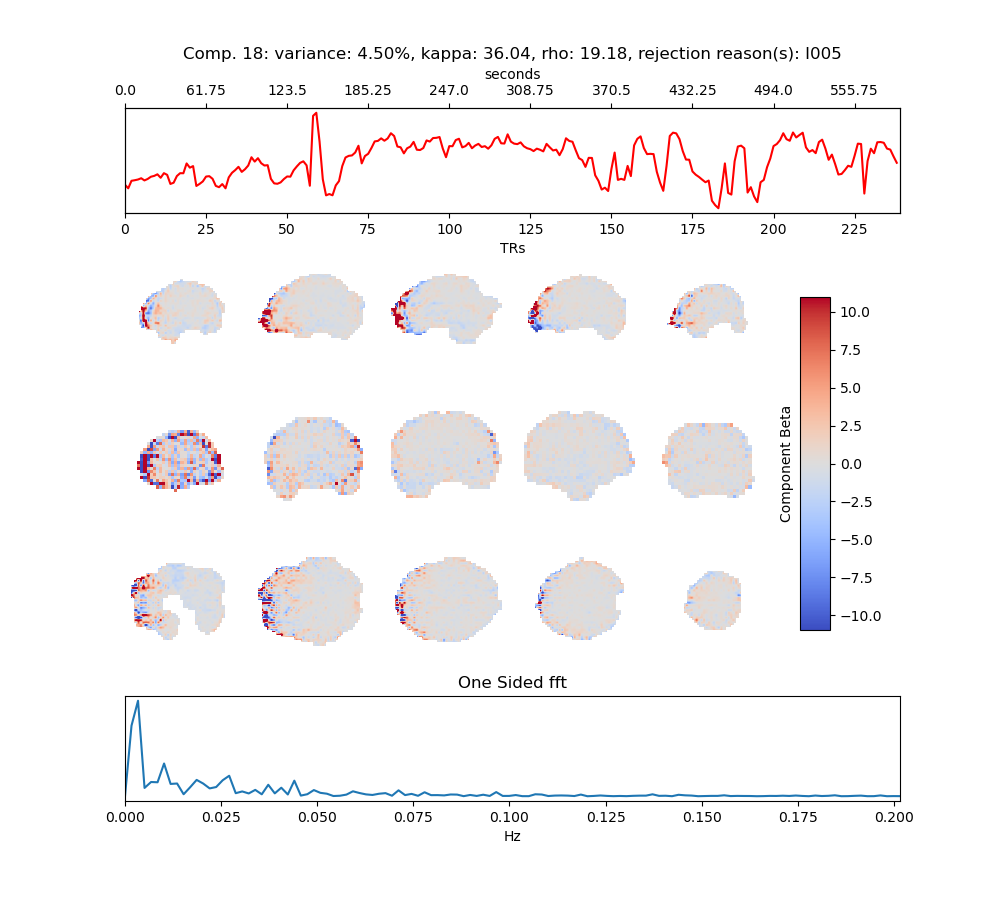 Comp. 18: variance: 4.50%, kappa: 36.04, rho: 19.18, rejection reason(s): I005
seconds
0.0 61.75 123.5 185.25 247.0 308.75 370.5 432.25 494.0 555.75
0 25 50 75 100 125 150 175 200 225
TRs
10.0
7.5
5.0
2.5
0.0
−2.5
−5.0
−7.5
−10.0
Component Beta
One Sided fft
0.000 0.025 0.050 0.075 0.100 0.125 0.150 0.175 0.200
Hz